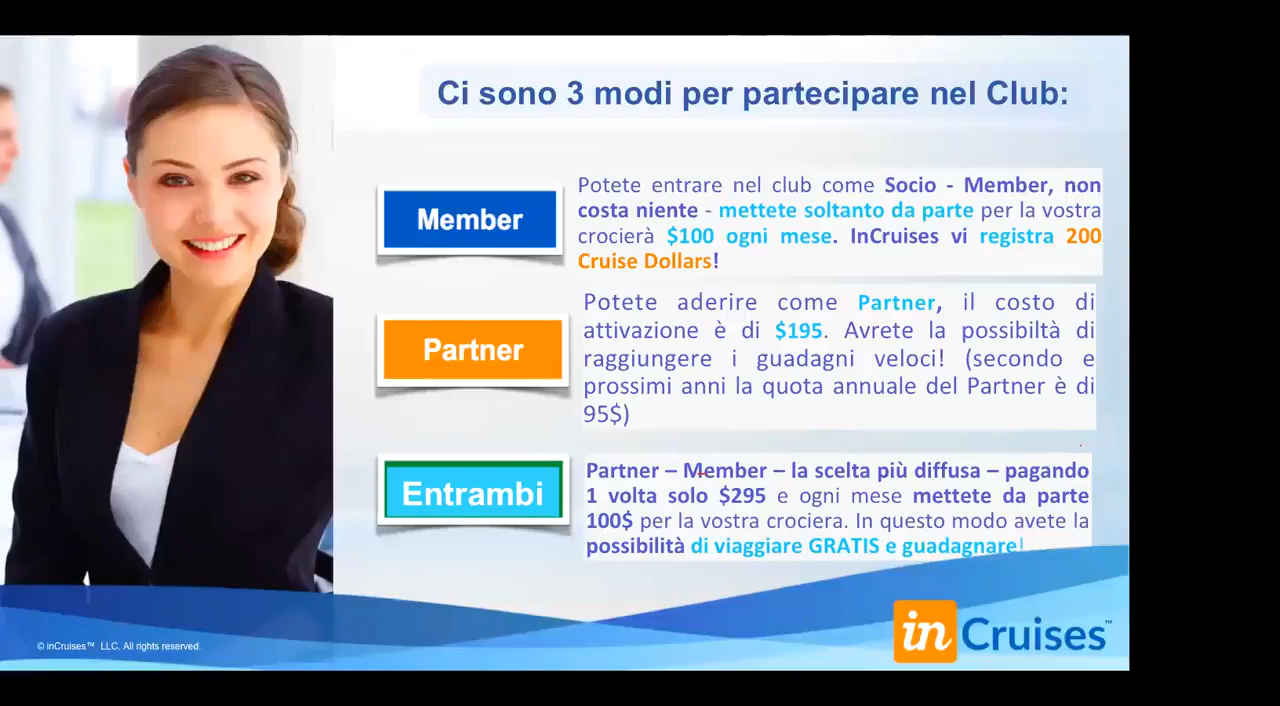 Ci sono 3 modi per partecipare nel Club:
Member
Potete entrare nel club come Socio - Member, non
costa niente - mettete soltanto da parte per la vostra
crocierà $100 ogni mese. InCruises vi registra 200
Cruise Dollars!
Partner
Potete aderire come Partner, il costo di
attivazione è di $195. Avrete la possibiltà di
raggiungere i guadagni veloci! (secondo e
prossimi anni la quota annuale del Partner è di
95$)
Entrambi
Partner – Member – la scelta più diffusa – pagando
1 volta solo $295 e ogni mese mettete da parte
100$ per la vostra crociera. In questo modo avete la
possibilità di viaggiare GRATIS e guadagnare!
© inCruises™ LLC. All rights reserved.
inCruises™